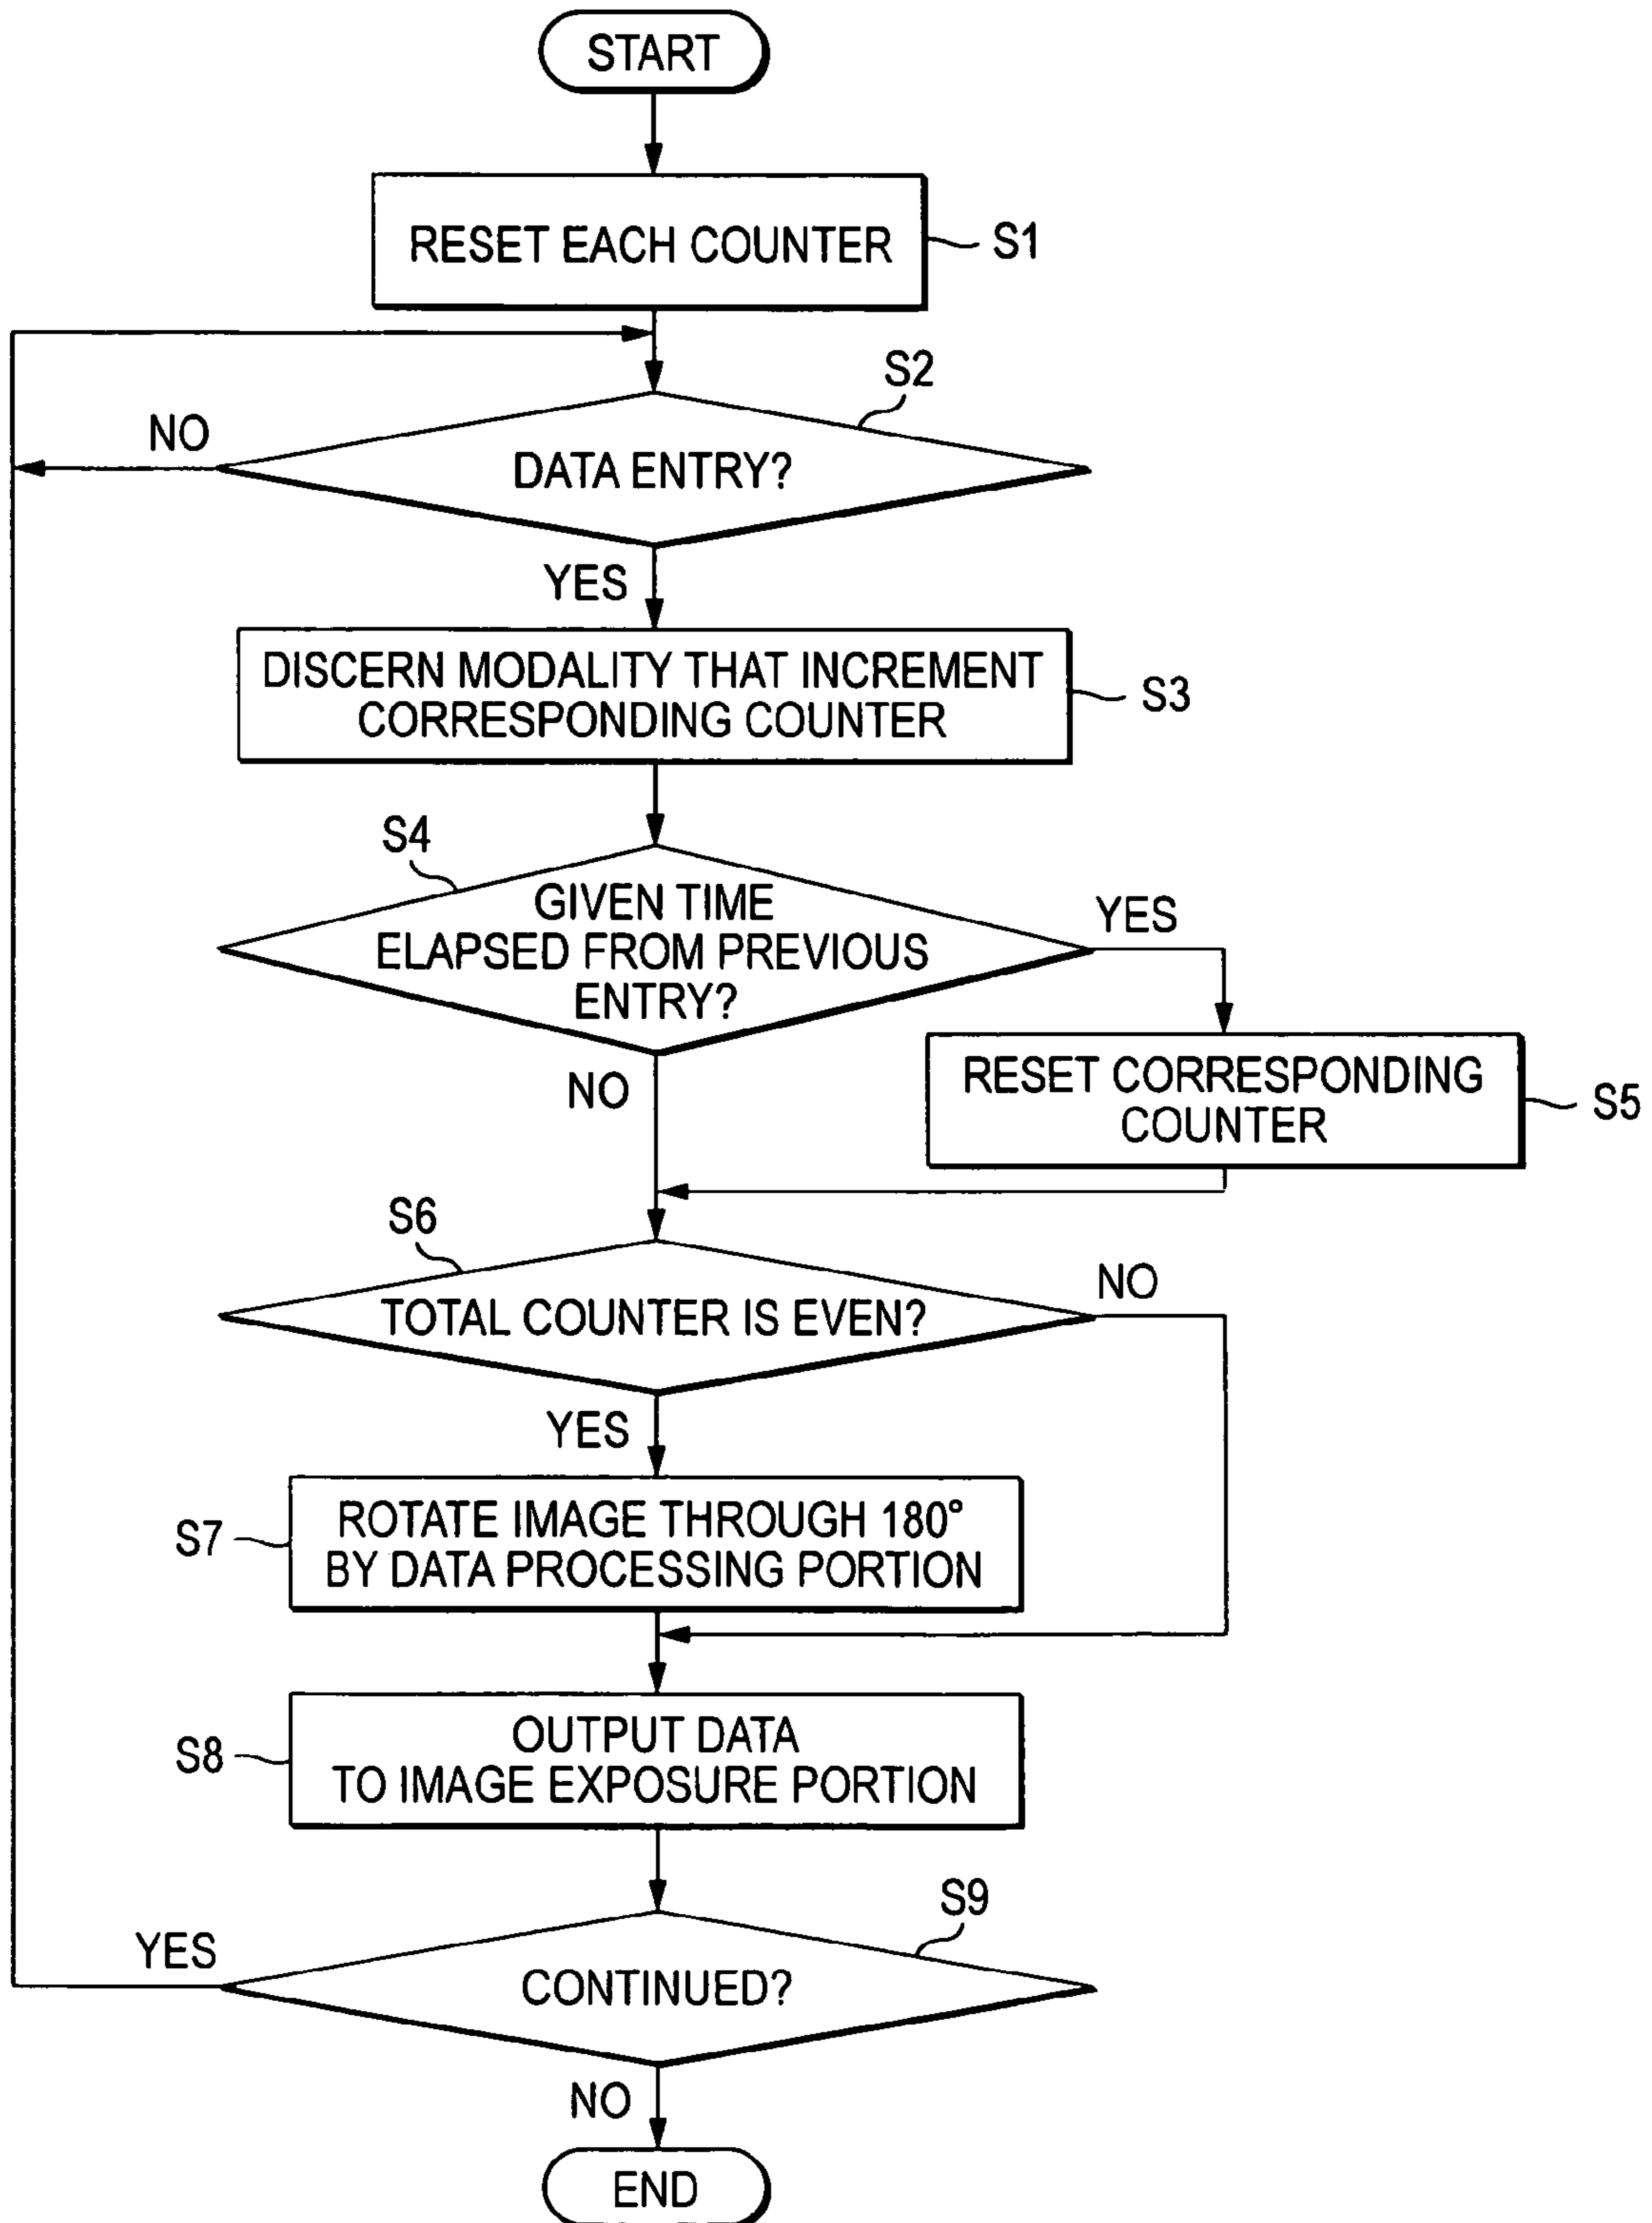 START
RESET EACH COUNTER
S1
S2
NO
DATA ENTRY?
YES
DISCERN MODALITY THAT INCREMENT
CORRESPONDING COUNTER
S3
S4
GIVEN TIME
ELAPSED FROM PREVIOUS
ENTRY?
YES
NO
RESET CORRESPONDING
COUNTER
S5
S6
TOTAL COUNTER IS EVEN?
NO
YES
S7
ROTATE IMAGE THROUGH 180°
BY DATA PROCESSING PORTION
S8
OUTPUT DATA
TO IMAGE EXPOSURE PORTION
S9
YES
CONTINUED?
NO
END